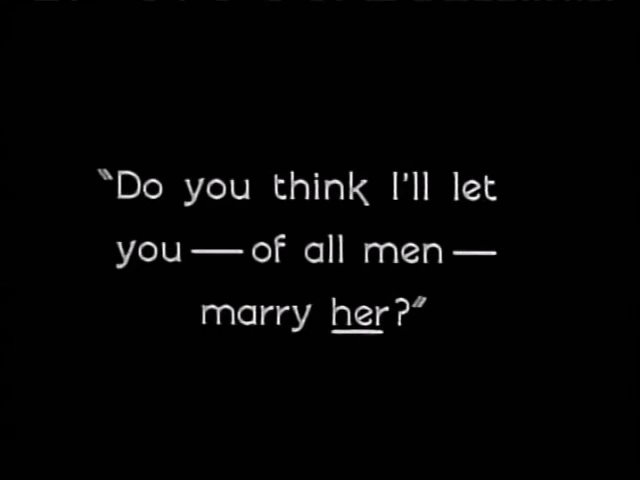 "Do you think I'll let
you — of all men —
marry her?"